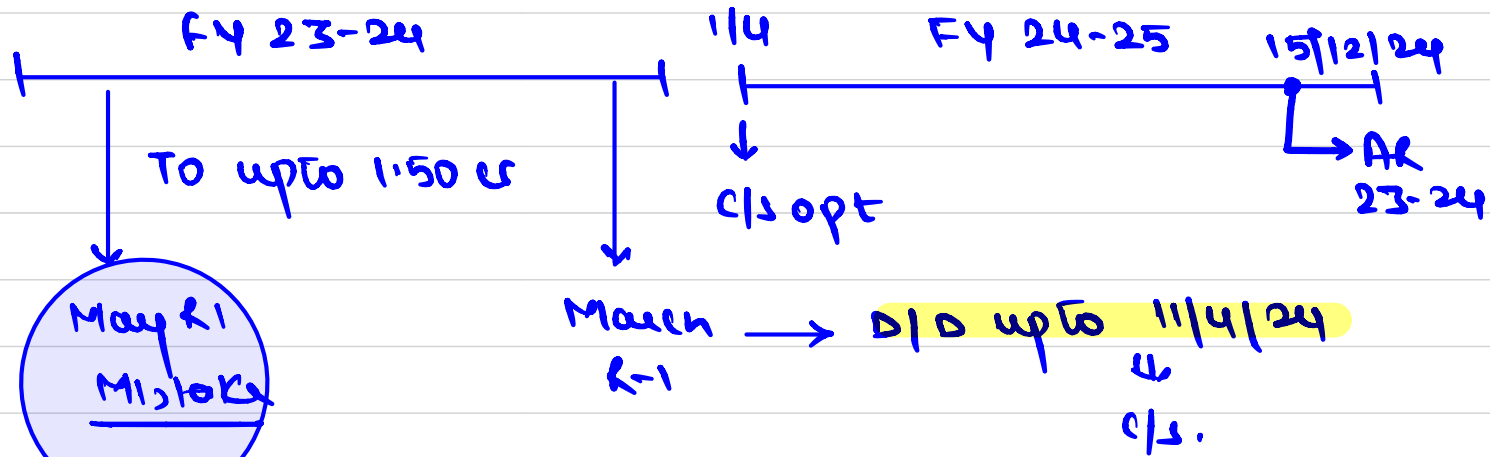 FY 23-24
1/4
FY 24-25
15/12/24
TO upto 1.50 cr
AR
23-24
C/s opt
May R1
Mistake
March
R-1
D/D upto 11/4/24
C/s.